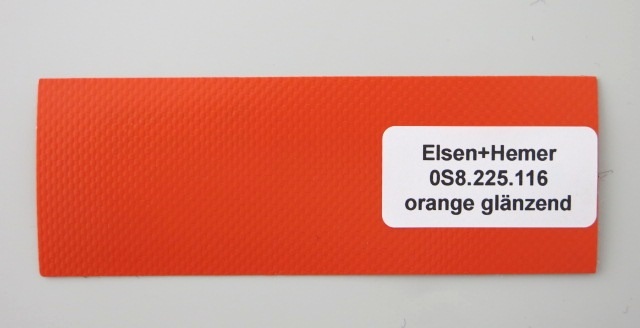 Elsen+Hemer
0S8.225.116
orange glänzend